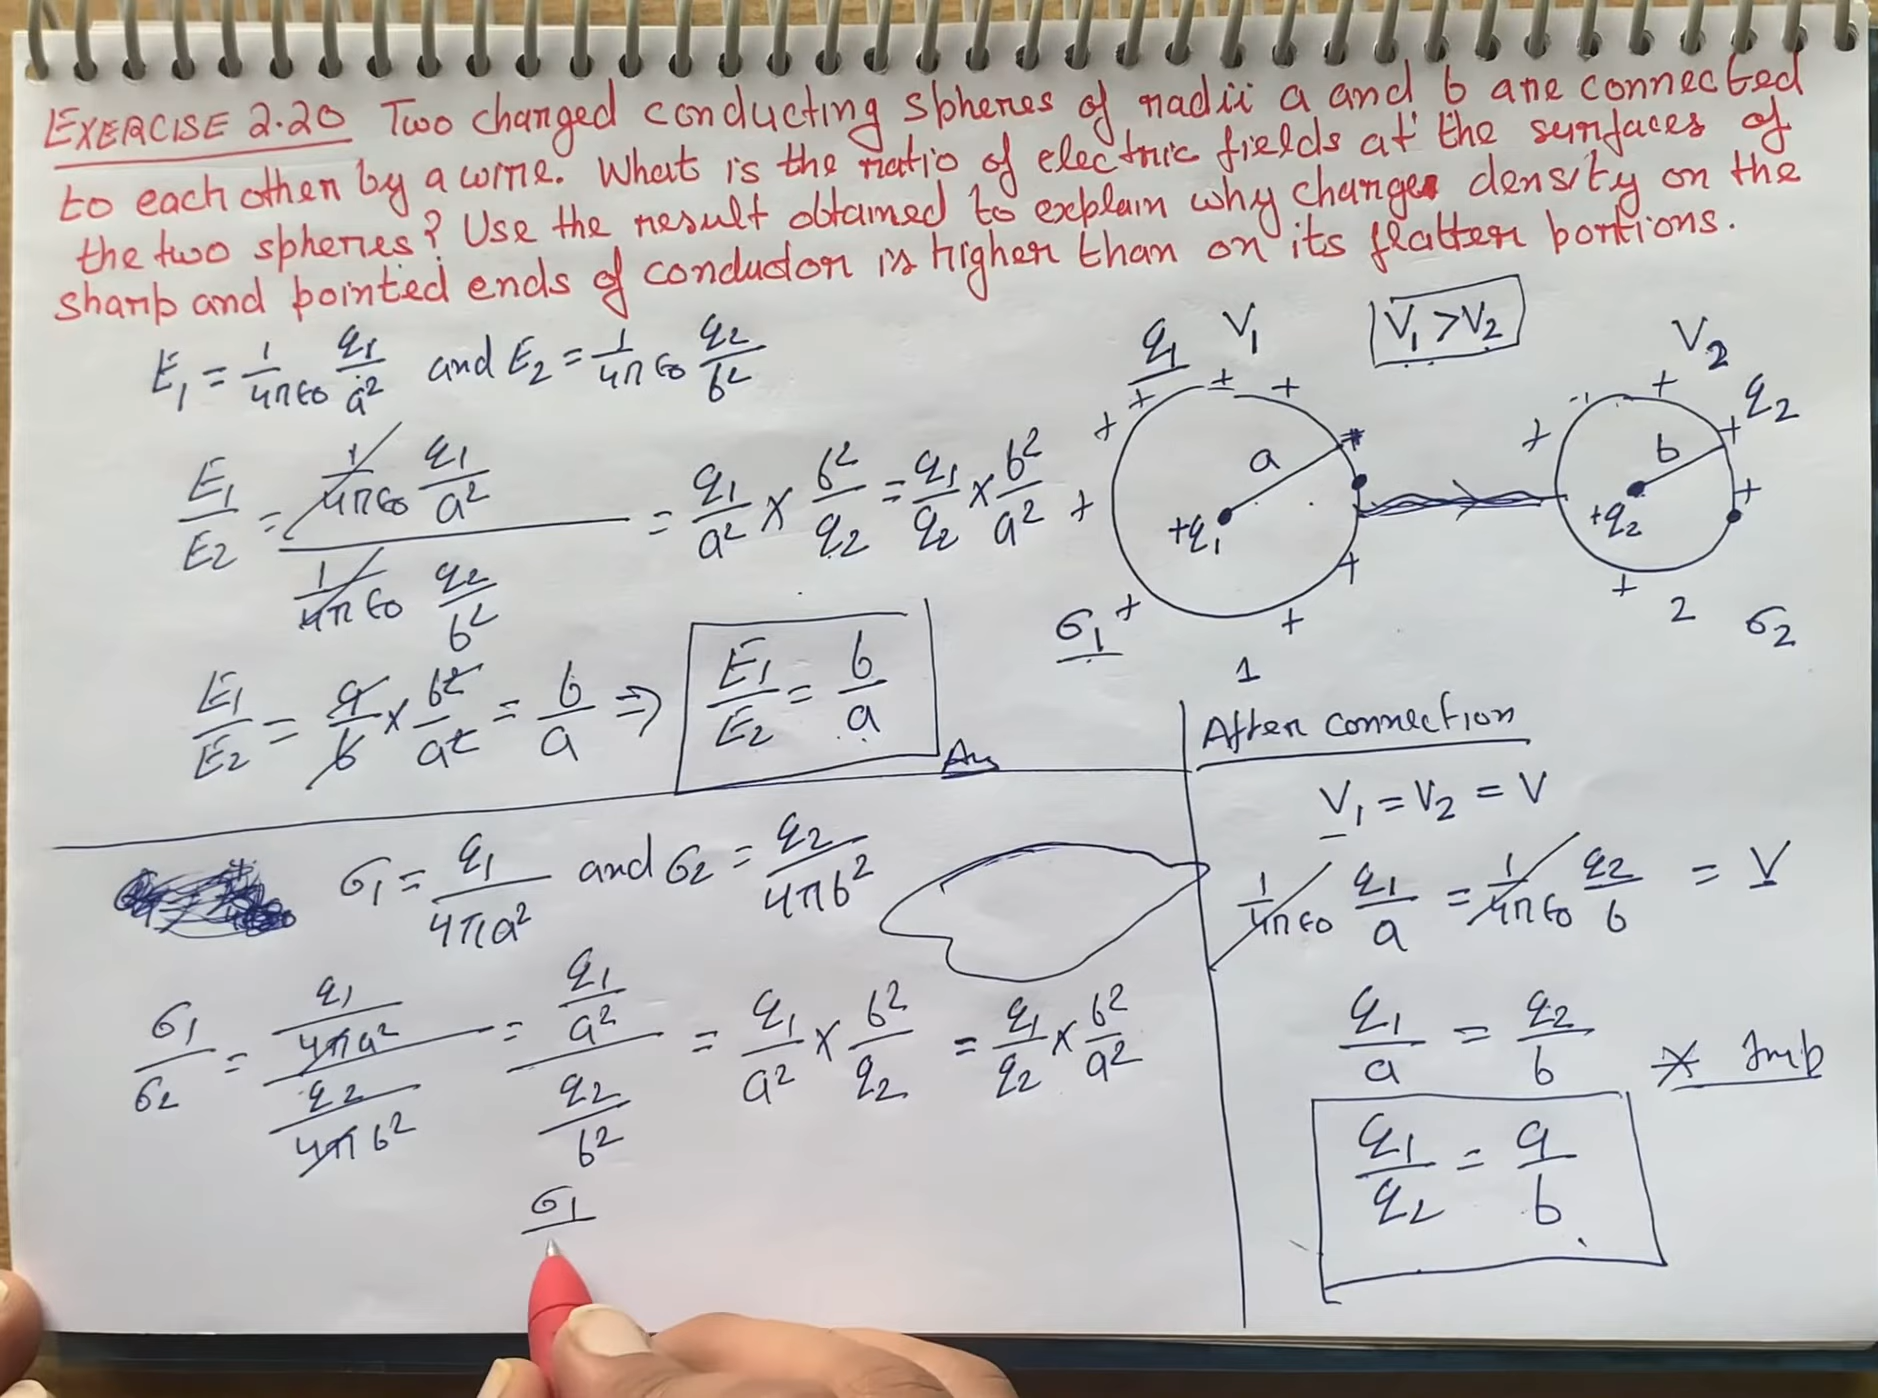 EXERCISE 2.20 Two charged conducting spheres of radii a and b are connected
to each other by a wire. What is the ratio of electric fields at the surfaces of
the two spheres? Use the result obtained to explain why charge density on the
sharp and pointed ends of conductor is higher than on its flatter portions.
E₁ = 1/4πε₀ q₁/a² and E₂ = 1/4πε₀ q₂/b²
q₁ V₁ V₁ > V₂ V₂ q₂
+ + + + + + +
E₁/E₂ = (1/4πε₀ q₁/a²)/(1/4πε₀ q₂/b²) = q₁/a² × b²/q₂ = q₁/q₂ × b²/a²
+ a +q₁ + + b +q₂ +
σ₁ + + 1 + 2 σ₂
E₁/E₂ = a/b × b²/a² = b/a ⇒ E₁/E₂ = b/a Ans
After connection
V₁ = V₂ = V
σ₁ = q₁/4πa² and σ₂ = q₂/4πb²
1/4πε₀ q₁/a = 1/4πε₀ q₂/b = V
σ₁/σ₂ = (q₁/4πa²)/(q₂/4πb²) = (q₁/a²)/(q₂/b²) = q₁/a² × b²/q₂ = q₁/q₂ × b²/a²
q₁/a = q₂/b * Imp
q₁/q₂ = a/b
σ₁